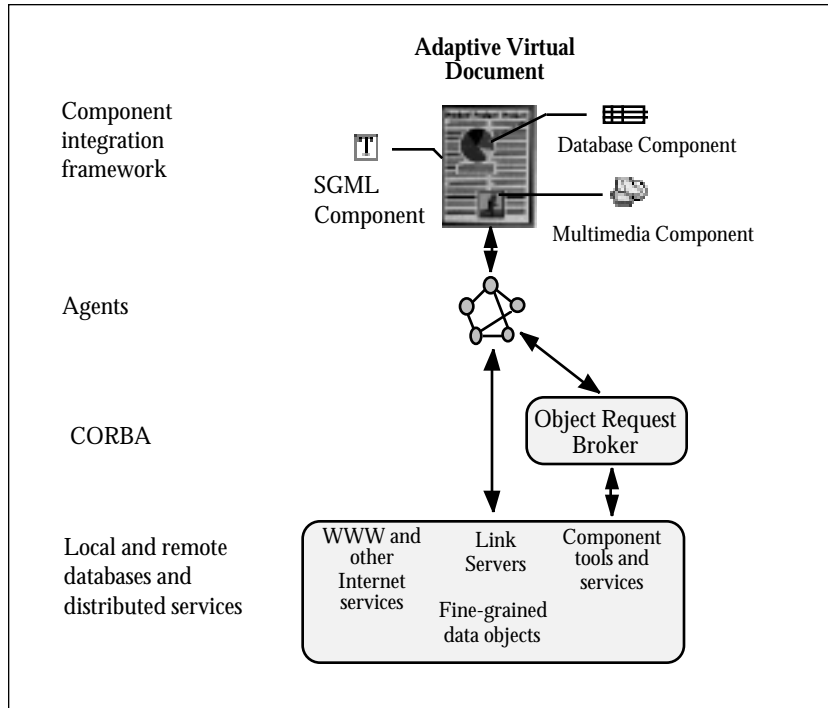 Adaptive Virtual
Document
Component
integration
framework
T
SGML
Component
Database Component
Multimedia Component
Agents
CORBA
Object Request
Broker
Local and remote
databases and
distributed services
WWW and
other
Internet
services
Link
Servers
Fine-grained
data objects
Component
tools and
services